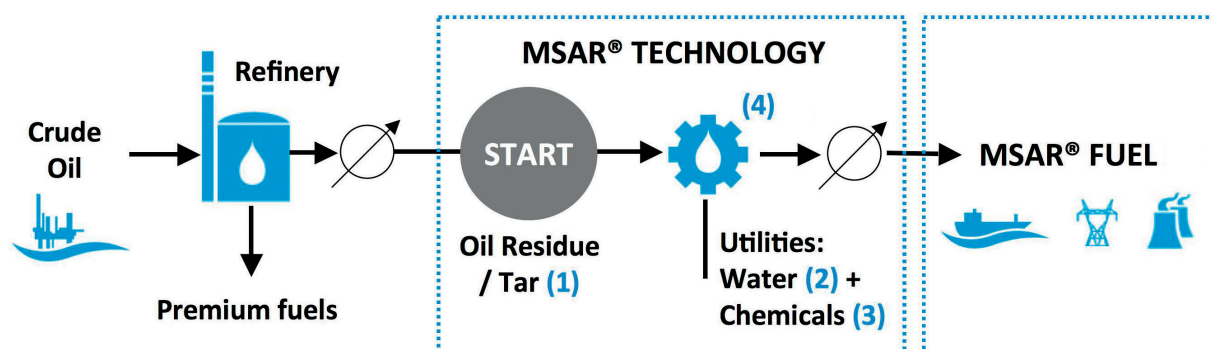 MSAR® TECHNOLOGY
Refinery
(4)
Crude
Oil
START
MSAR® FUEL
Oil Residue
/ Tar (1)
Utilities:
Water (2) +
Chemicals (3)
Premium fuels